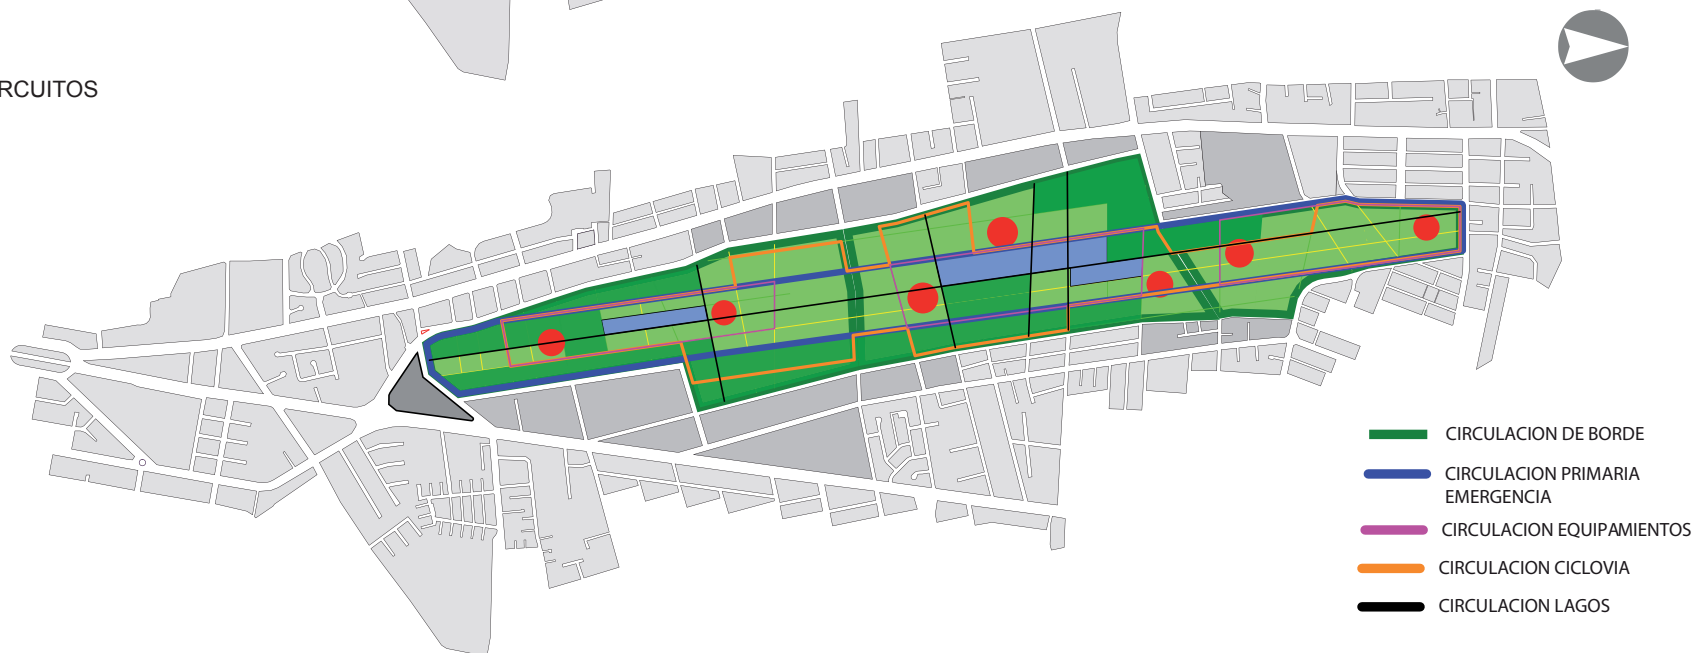 RCUITOS
CIRCULACION DE BORDE
CIRCULACION PRIMARIA
EMERGENCIA
CIRCULACION EQUIPAMIENTOS
CIRCULACION CICLOVIA
CIRCULACION LAGOS